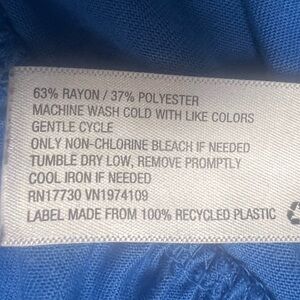 63% RAYON / 37% POLYESTER
MACHINE WASH COLD WITH LIKE COLORS
GENTLE CYCLE
ONLY NON-CHLORINE BLEACH IF NEEDED
TUMBLE DRY LOW, REMOVE PROMPTLY
COOL IRON IF NEEDED
RN17730 VN1974109
LABEL MADE FROM 100% RECYCLED PLASTIC